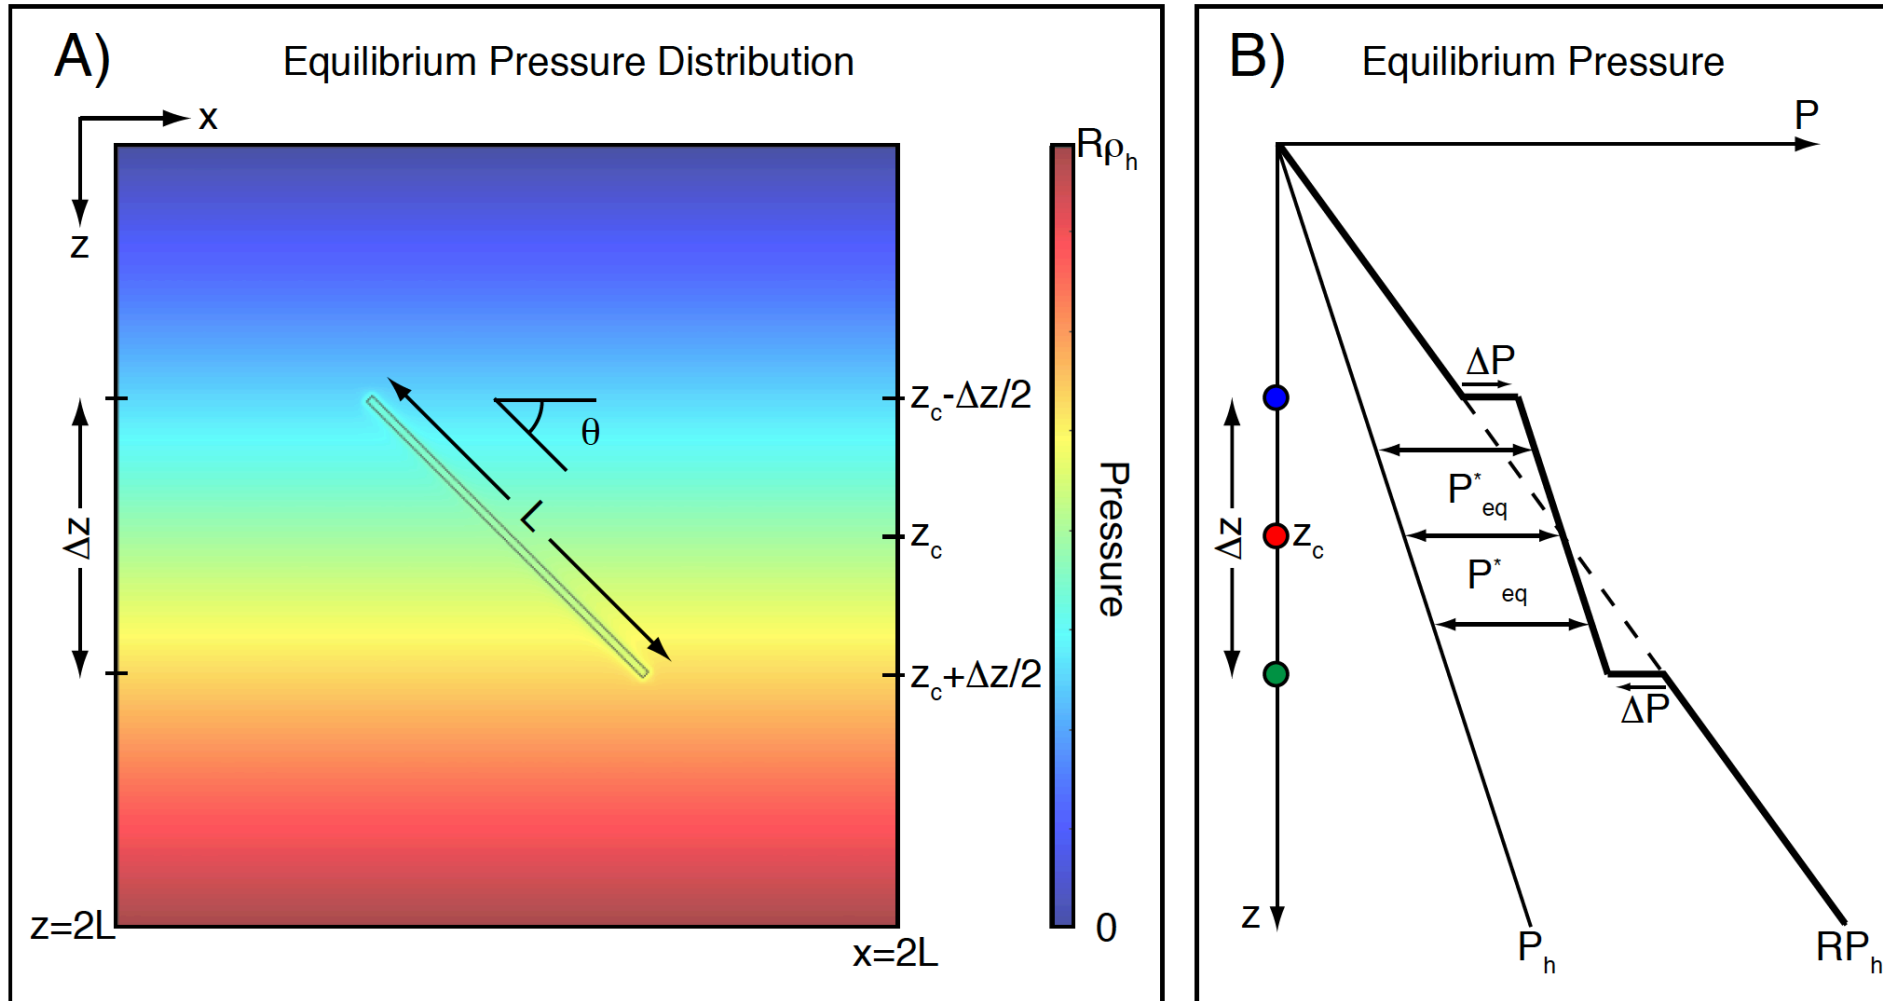 A)
Equilibrium Pressure Distribution
x
z
Rρh
zc-Δz/2
θ
Δz
L
zc
Pressure
zc+Δz/2
z=2L
0
x=2L
B)
Equilibrium Pressure
P
ΔP
P*eq
Δz
zc
P*eq
ΔP
z
Ph
RPh